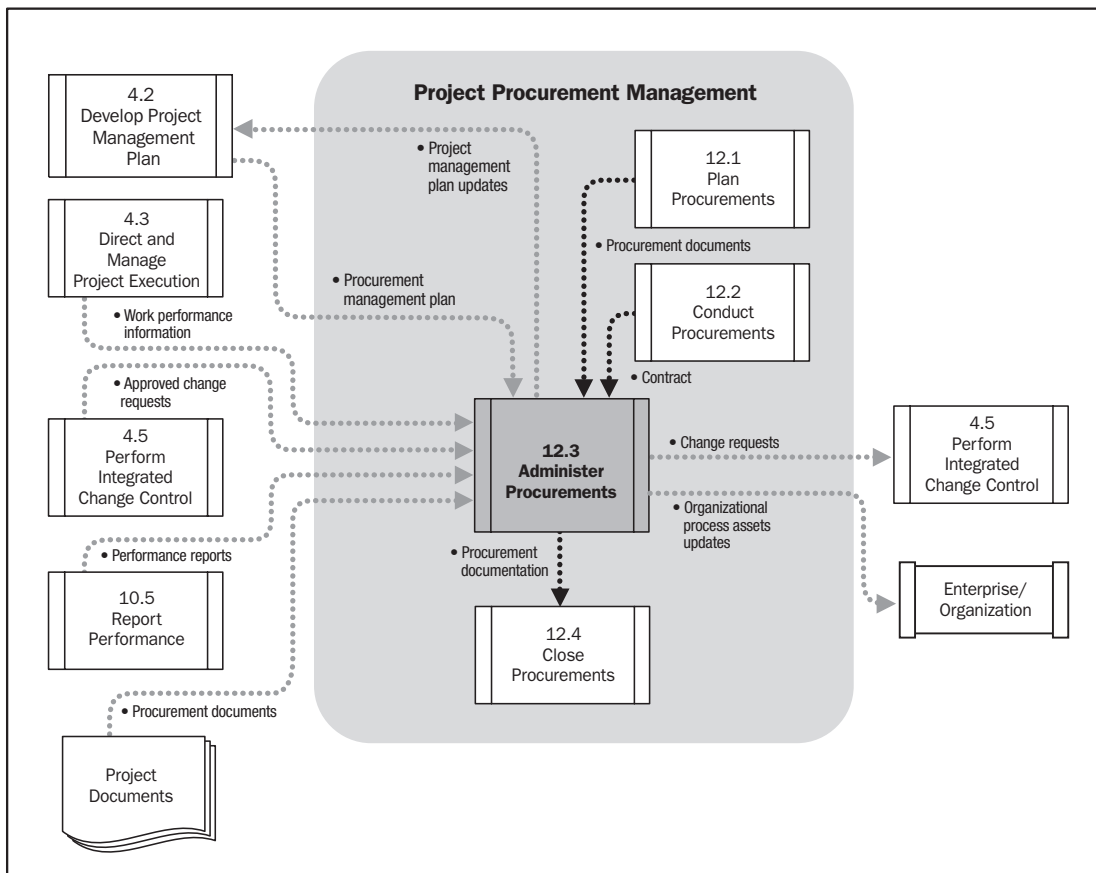 Project Procurement Management
4.2
Develop Project
Management
Plan
• Project
management
plan updates
12.1
Plan
Procurements
4.3
Direct and
Manage
Project Execution
• Procurement documents
• Procurement
management plan
12.2
Conduct
Procurements
• Work performance
information
• Contract
• Approved change
requests
4.5
Perform
Integrated
Change Control
12.3
Administer
Procurements
• Change requests
4.5
Perform
Integrated
Change Control
• Organizational
process assets
updates
• Performance reports
• Procurement
documentation
10.5
Report
Performance
Enterprise/
Organization
12.4
Close
Procurements
• Procurement documents
Project
Documents